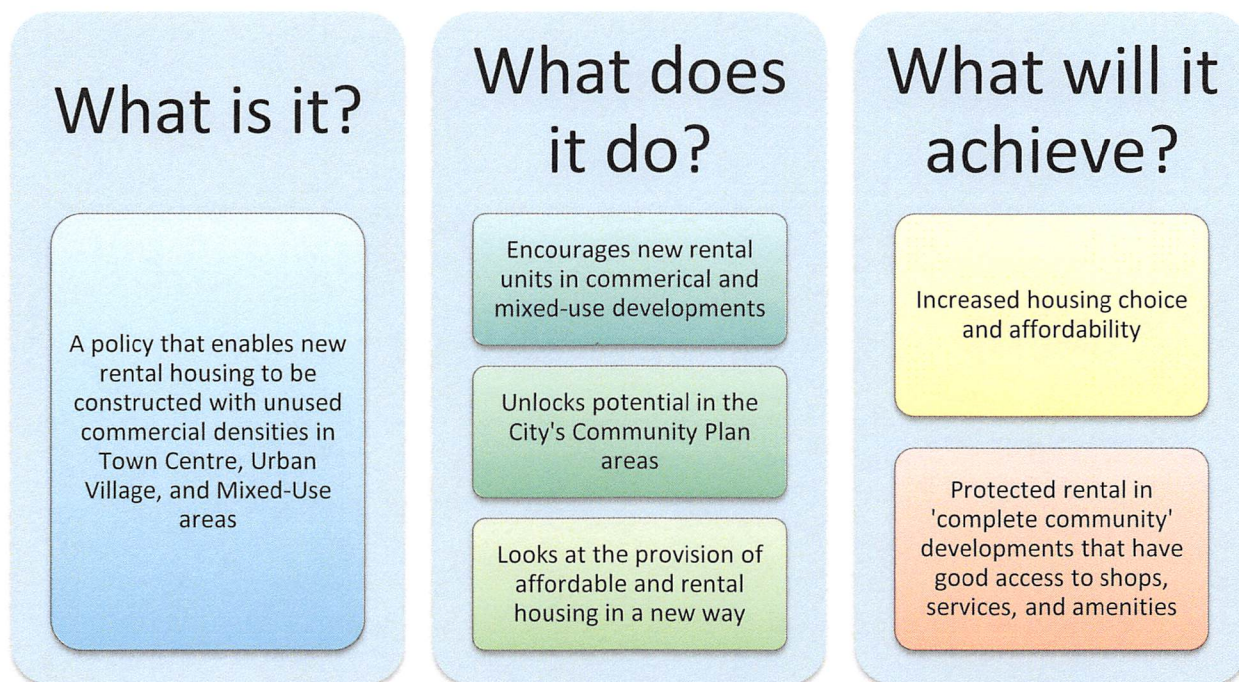 What is it?
A policy that enables new
rental housing to be
constructed with unused
commercial densities in
Town Centre, Urban
Village, and Mixed-Use
areas
What does
it do?
Encourages new rental
units in commerical and
mixed-use developments
Unlocks potential in the
City's Community Plan
areas
Looks at the provision of
affordable and rental
housing in a new way
What will it
achieve?
Increased housing choice
and affordability
Protected rental in
'complete community'
developments that have
good access to shops,
services, and amenities